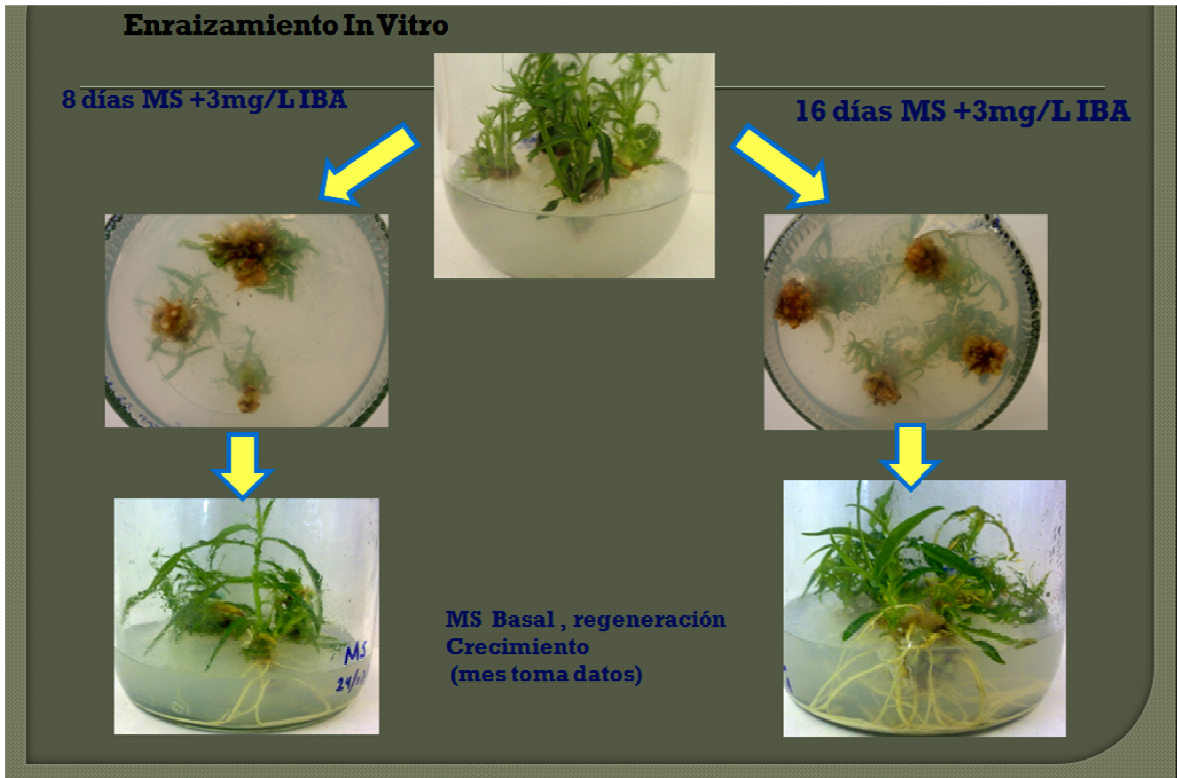 Enraizamiento In Vitro
8 días MS +3mg/L IBA
16 días MS +3mg/L IBA
MS Basal , regeneración
Crecimiento
(mes toma datos)
MS